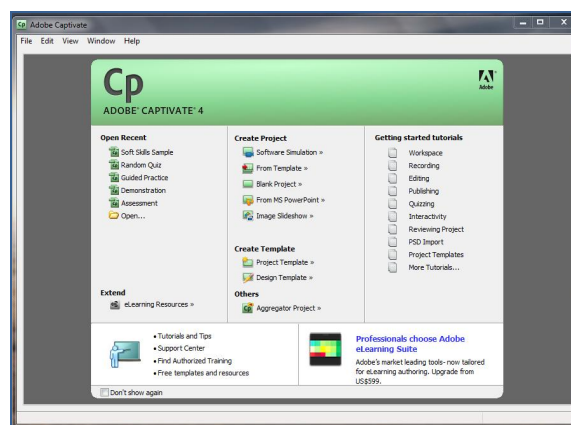 Cp Adobe Captivate
File Edit View Window Help
Cp
ADOBE® CAPTIVATE® 4
Adobe
Open Recent
Soft Skills Sample
Random Quiz
Guided Practice
Demonstration
Assessment
Open...
Extend
eLearning Resources »
Create Project
Software Simulation »
From Template »
Blank Project »
From MS PowerPoint »
Image Slideshow »
Create Template
Project Template »
Design Template »
Others
Aggregator Project »
Getting started tutorials
Workspace
Recording
Editing
Publishing
Quizzing
Interactivity
Reviewing Project
PSD Import
Project Templates
More Tutorials...
• Tutorials and Tips
• Support Center
• Find Authorized Training
• Free templates and resources
Professionals choose Adobe
eLearning Suite
Adobe's market leading tools- now tailored
for eLearning authoring. Upgrade from
US$599.
Don't show again